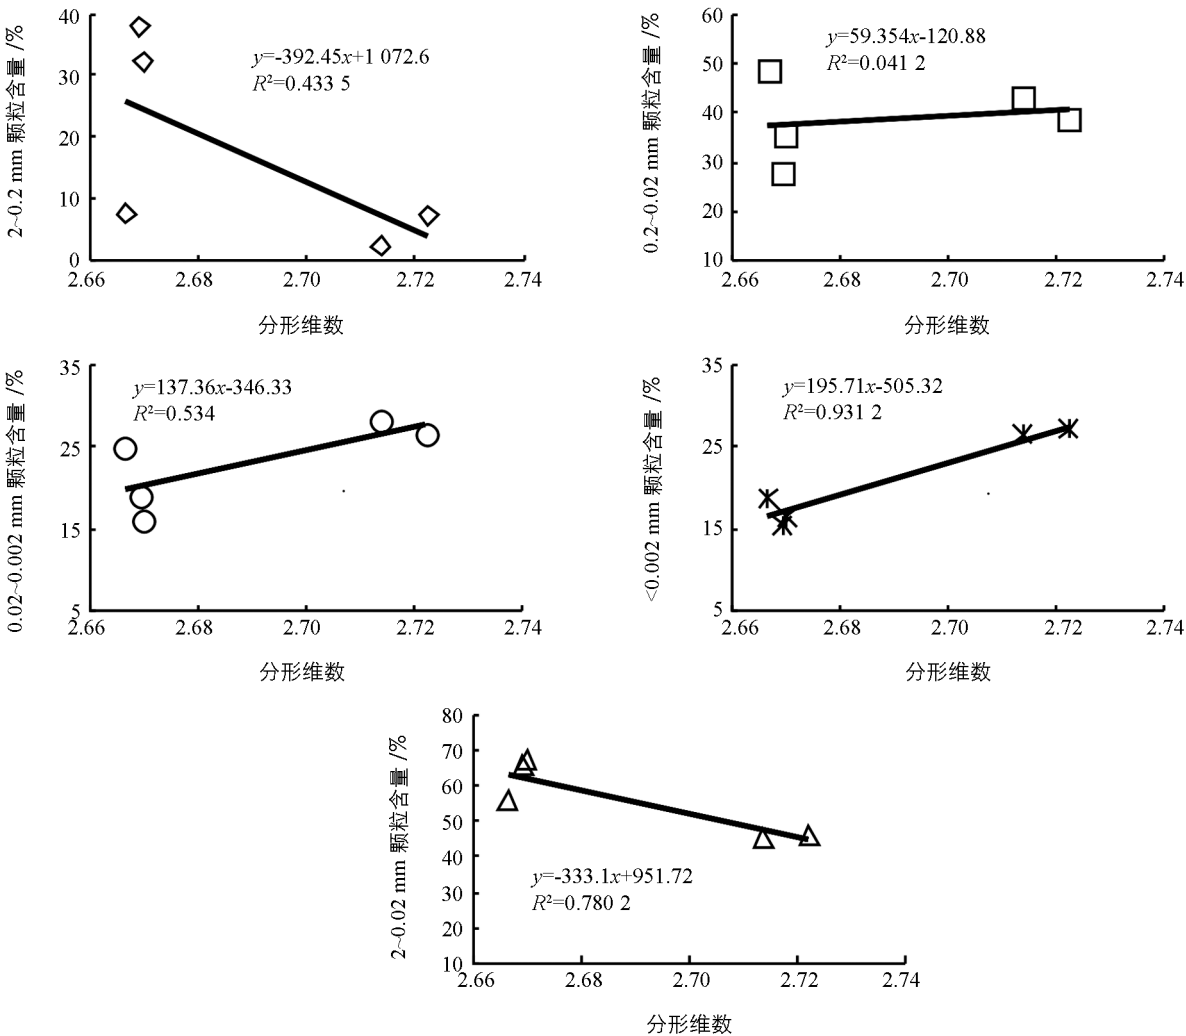 2~0.2 mm 颗粒含量 /%
40
30
20
10
0
y=-392.45x+1 072.6
R²=0.433 5
2.66
2.68
2.70
2.72
2.74
分形维数
0.2~0.02 mm 颗粒含量 /%
60
50
40
30
20
10
y=59.354x-120.88
R²=0.041 2
2.66
2.68
2.70
2.72
2.74
分形维数
0.02~0.002 mm 颗粒含量 /%
35
25
15
5
y=137.36x-346.33
R²=0.534
2.66
2.68
2.70
2.72
2.74
分形维数
<0.002 mm 颗粒含量 /%
35
25
15
5
y=195.71x-505.32
R²=0.931 2
2.66
2.68
2.70
2.72
2.74
分形维数
2~0.02 mm 颗粒含量 /%
80
70
60
50
40
30
20
10
y=-333.1x+951.72
R²=0.780 2
2.66
2.68
2.70
2.72
2.74
分形维数